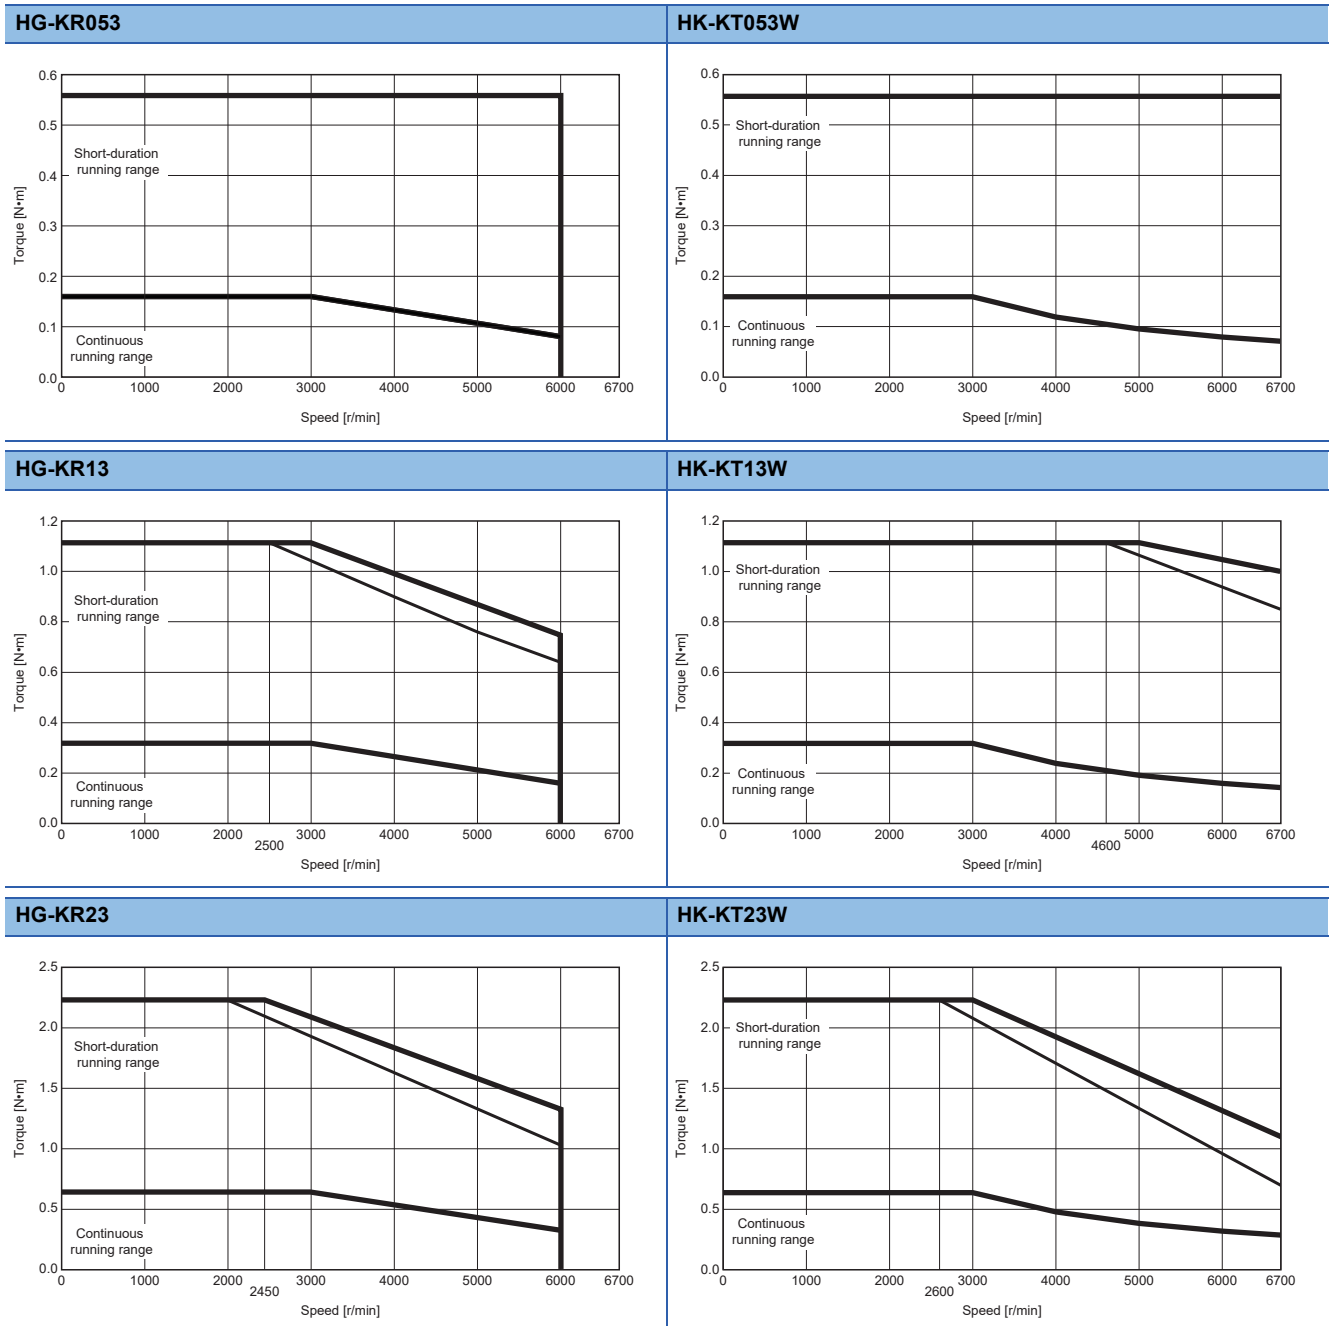 HG-KR053
HK-KT053W
0.6
0.5
0.4
0.3
0.2
0.1
0.0
Torque [N•m]
Short-duration
running range
Continuous
running range
0 1000 2000 3000 4000 5000 6000 6700
Speed [r/min]
0.6
0.5
0.4
0.3
0.2
0.1
0.0
Torque [N•m]
Short-duration
running range
Continuous
running range
0 1000 2000 3000 4000 5000 6000 6700
Speed [r/min]
HG-KR13
HK-KT13W
1.2
1.0
0.8
0.6
0.4
0.2
0.0
Torque [N•m]
Short-duration
running range
Continuous
running range
0 1000 2000 3000 4000 5000 6000 6700
2500
Speed [r/min]
1.2
1.0
0.8
0.6
0.4
0.2
0.0
Torque [N•m]
Short-duration
running range
Continuous
running range
0 1000 2000 3000 4000 5000 6000 6700
4600
Speed [r/min]
HG-KR23
HK-KT23W
2.5
2.0
1.5
1.0
0.5
0.0
Torque [N•m]
Short-duration
running range
Continuous
running range
0 1000 2000 3000 4000 5000 6000 6700
2450
Speed [r/min]
2.5
2.0
1.5
1.0
0.5
0.0
Torque [N•m]
Short-duration
running range
Continuous
running range
0 1000 2000 3000 4000 5000 6000 6700
2600
Speed [r/min]